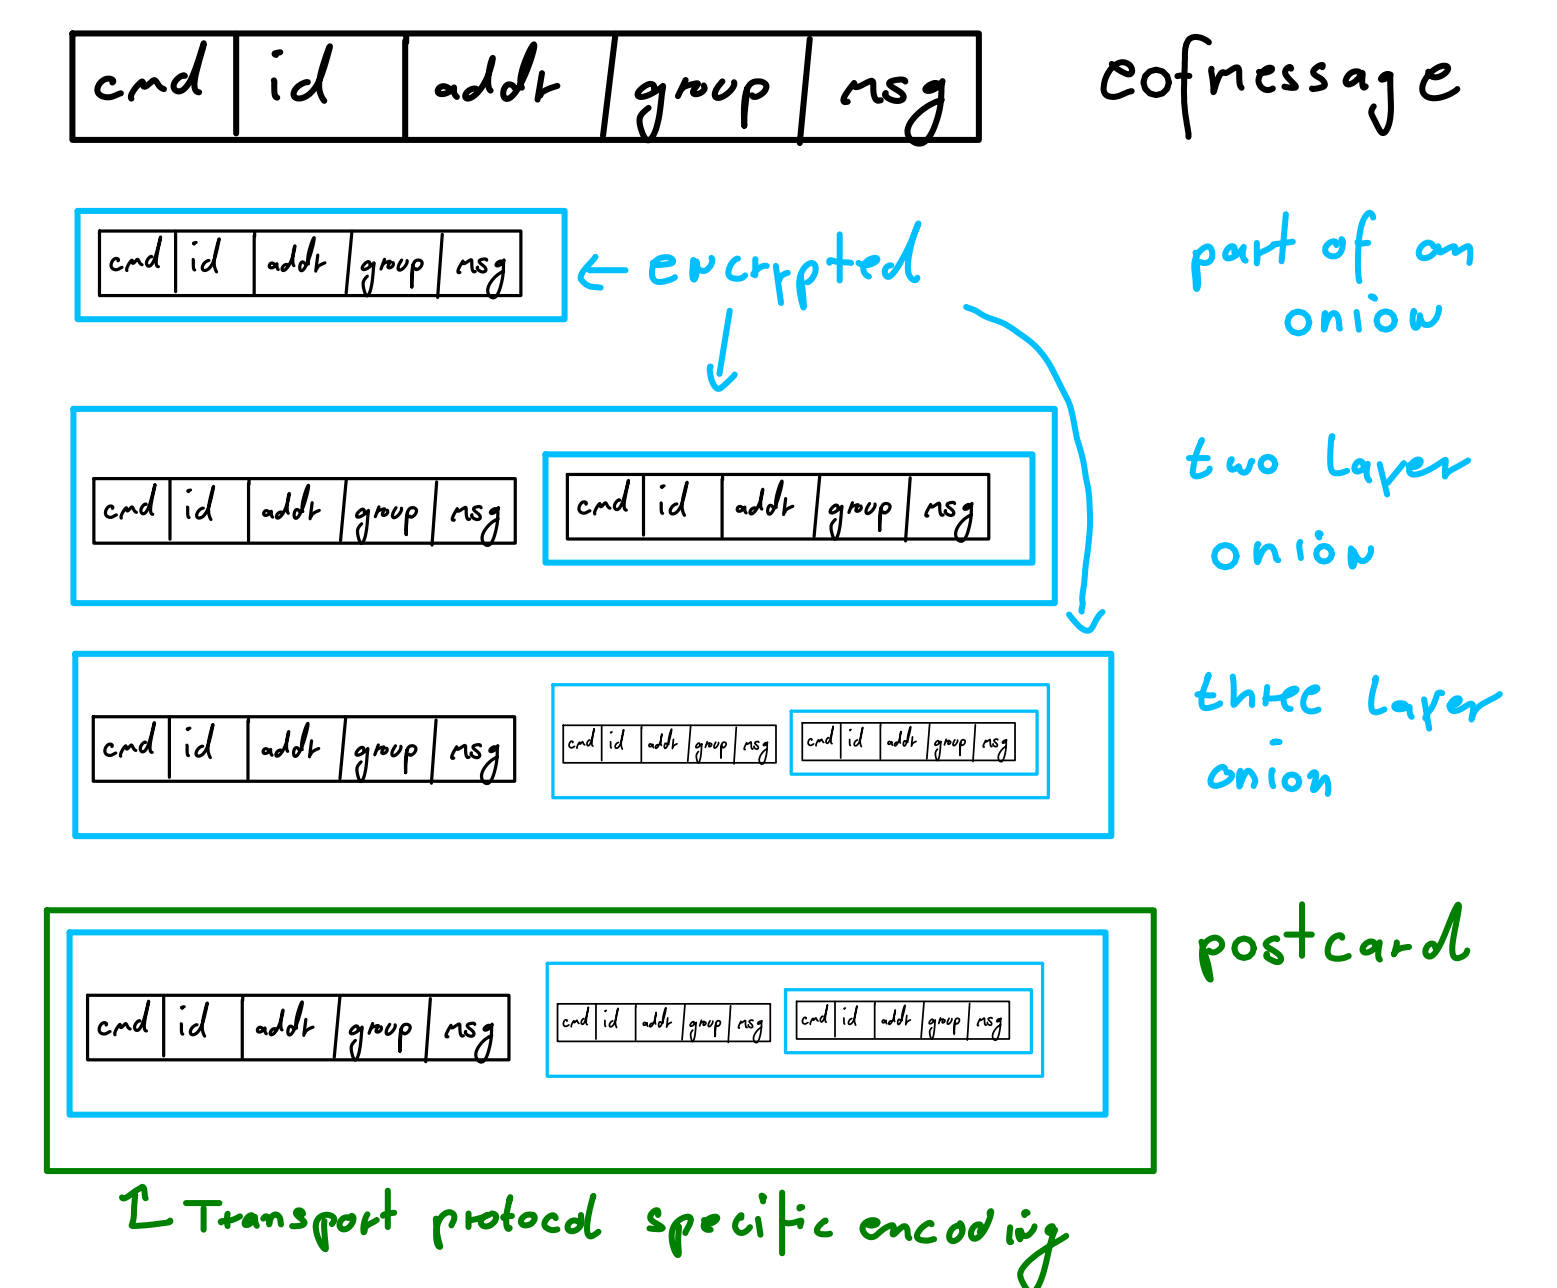 cmd id addr group msg eofmessage
cmd id addr group msg ← encrypted part of an
onion
cmd id addr group msg cmd id addr group msg two layer
onion
cmd id addr group msg cmd id addr group msg cmd id addr group msg three layer
onion
postcard
cmd id addr group msg cmd id addr group msg cmd id addr group msg
Transport protocol specific encoding